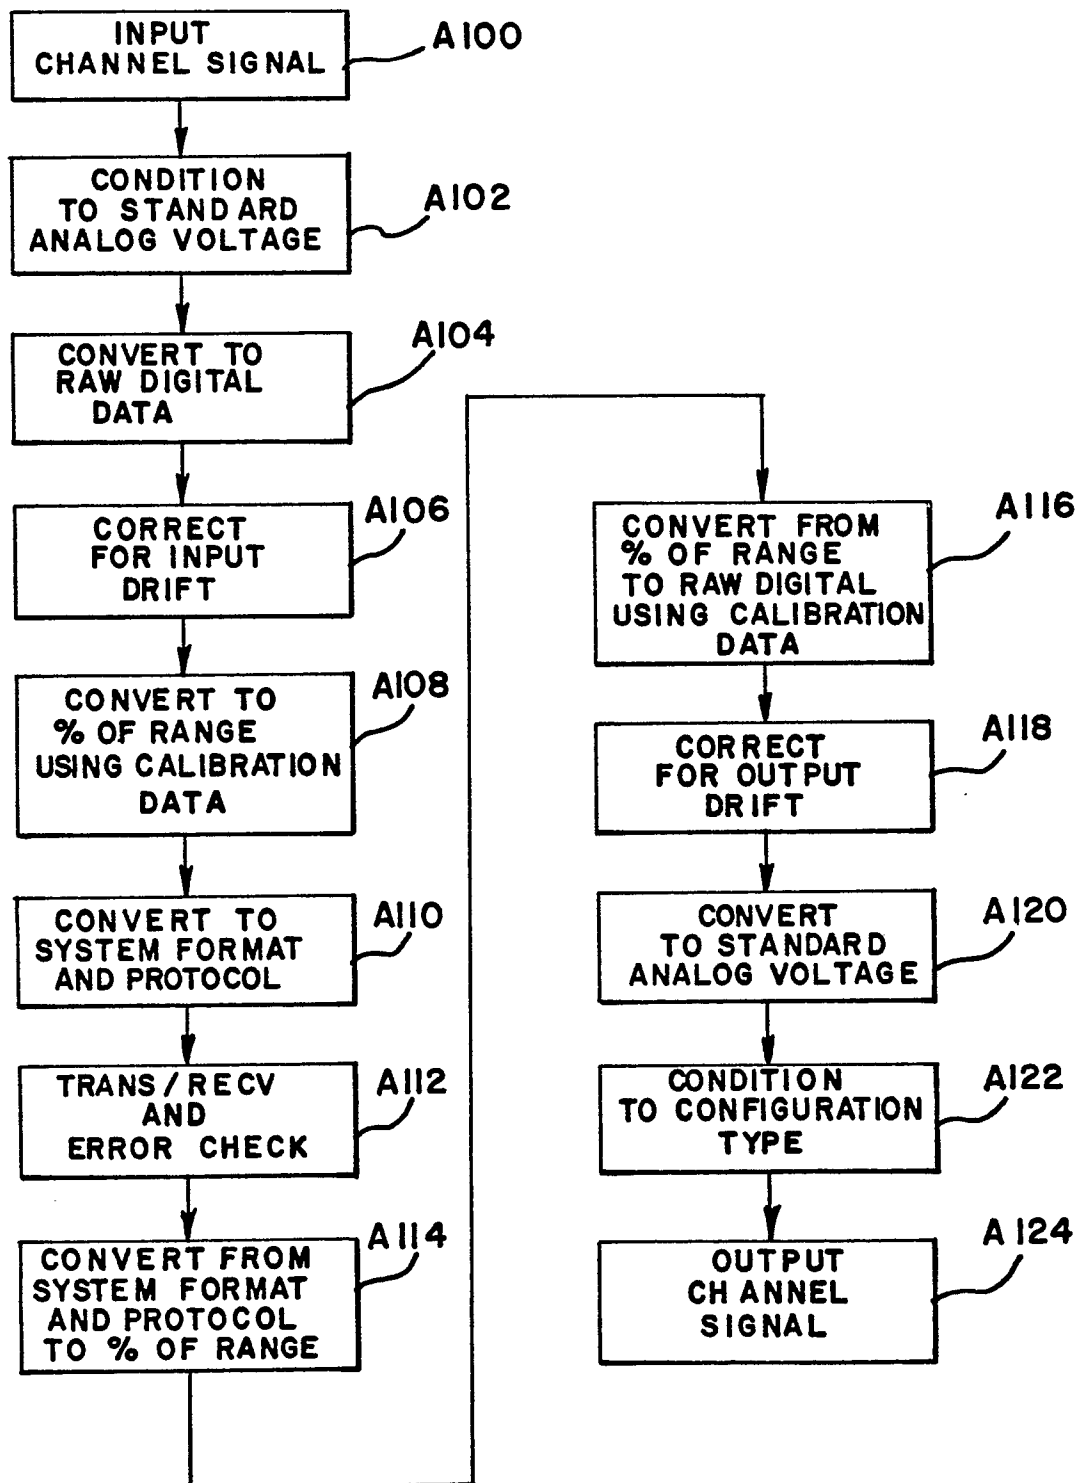 INPUT
CHANNEL SIGNAL
A100
CONDITION
TO STANDARD
ANALOG VOLTAGE
A102
CONVERT TO
RAW DIGITAL
DATA
A104
CORRECT
FOR INPUT
DRIFT
A106
CONVERT TO
% OF RANGE
USING CALIBRATION
DATA
A108
CONVERT TO
SYSTEM FORMAT
AND PROTOCOL
A110
TRANS/RECV
AND
ERROR CHECK
A112
CONVERT FROM
SYSTEM FORMAT
AND PROTOCOL
TO % OF RANGE
A114
CONVERT FROM
% OF RANGE
TO RAW DIGITAL
USING CALIBRATION
DATA
A116
CORRECT
FOR OUTPUT
DRIFT
A118
CONVERT
TO STANDARD
ANALOG VOLTAGE
A120
CONDITION
TO CONFIGURATION
TYPE
A122
OUTPUT
CHANNEL
SIGNAL
A124